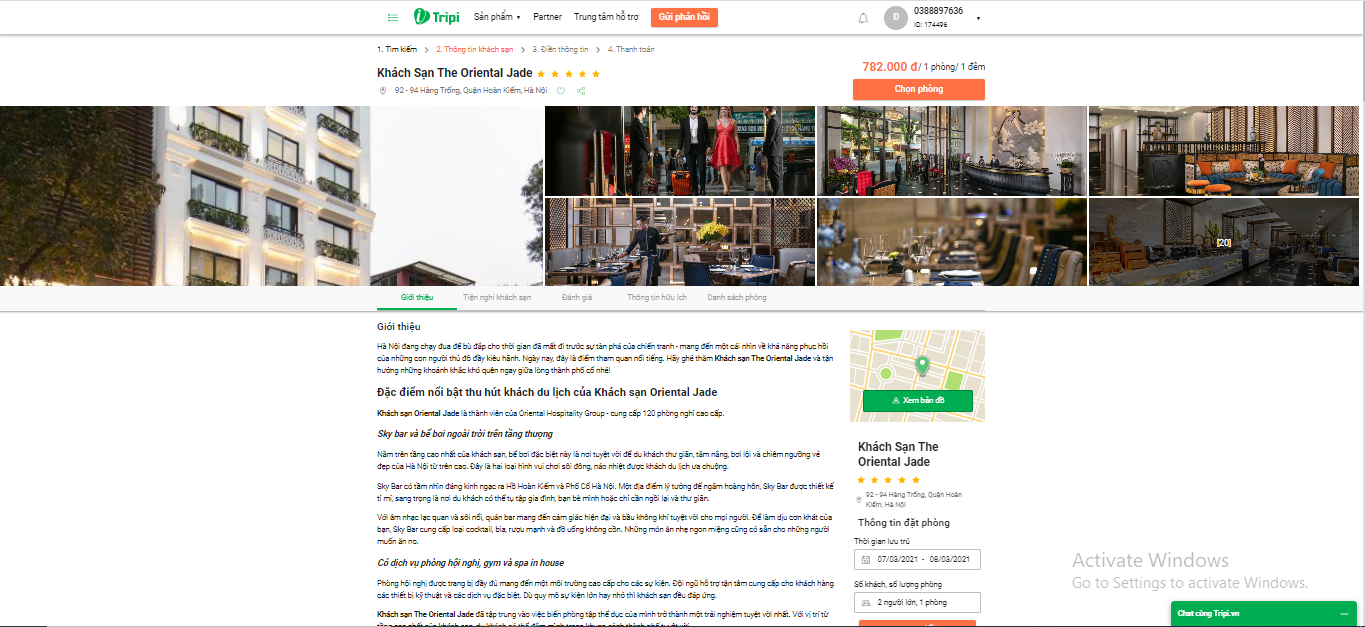 Tripi
Sản phẩm
Partner
Trung tâm hỗ trợ
Gửi phản hồi
D
0388897636
ID: 174496
1. Tìm kiếm
2. Thông tin khách sạn
3. Điền thông tin
4. Thanh toán
Khách Sạn The Oriental Jade
92 - 94 Hàng Trống, Quận Hoàn Kiếm, Hà Nội
782.000 đ/ 1 phòng/ 1 đêm
Chọn phòng
[20]
Giới thiệu
Tiện nghi khách sạn
Đánh giá
Thông tin hữu ích
Danh sách phòng
Giới thiệu
Hà Nội đang chạy đua để bù đắp cho thời gian đã mất đi trước sự tàn phá của chiến tranh - mang đến một cái nhìn về khả năng phục hồi
của những con người thủ đô đầy kiêu hãnh. Ngày nay, đây là điểm tham quan nổi tiếng. Hãy ghé thăm Khách sạn The Oriental Jade và tận
hưởng những khoảnh khắc khó quên ngay giữa lòng thành phố cổ nhé!
Đặc điểm nổi bật thu hút khách du lịch của Khách sạn Oriental Jade
Khách sạn Oriental Jade là thành viên của Oriental Hospitality Group - cung cấp 120 phòng nghỉ cao cấp.
Sky bar và bể bơi ngoài trời trên tầng thượng
Nằm trên tầng cao nhất của khách sạn, bể bơi đặc biệt này là nơi tuyệt vời để du khách thư giãn, tắm nắng, bơi lội và chiêm ngưỡng vẻ
đẹp của Hà Nội từ trên cao. Đây là hai loại hình vui chơi sôi động, náo nhiệt được khách du lịch ưa chuộng.
Sky Bar có tầm nhìn đáng kinh ngạc ra Hồ Hoàn Kiếm và Phố Cổ Hà Nội. Một địa điểm lý tưởng để ngắm hoàng hôn, Sky Bar được thiết kế
tỉ mỉ, sang trọng là nơi du khách có thể tụ tập gia đình, bạn bè mình hoặc chỉ cần ngồi lại và thư giãn.
Với âm nhạc lạc quan và sôi nổi, quán bar mang đến cảm giác hiện đại và bầu không khí tuyệt vời cho mọi người. Để làm dịu cơn khát của
bạn, Sky Bar cung cấp loại cocktail, bia, rượu mạnh và đồ uống không cồn. Những món ăn nhẹ ngon miệng cũng có sẵn cho những người
muốn ăn no.
Có dịch vụ phòng hội nghị, gym và spa in house
Phòng hội nghị được trang bị đầy đủ mang đến một môi trường cao cấp cho các sự kiện. Đội ngũ hỗ trợ tận tâm cung cấp cho khách hàng
các thiết bị kỹ thuật và các dịch vụ đặc biệt. Dù quy mô sự kiện lớn hay nhỏ thì khách sạn đều đáp ứng.
Khách sạn The Oriental Jade đã tập trung vào việc biến phòng tập thể dục của mình trở thành một trải nghiệm tuyệt vời nhất. Với vị trí từ
Xem bản đồ
Khách Sạn The
Oriental Jade
92 - 94 Hàng Trống, Quận Hoàn
Kiếm, Hà Nội
Thông tin đặt phòng
Thời gian lưu trú
07/03/2021 - 08/03/2021
Số khách, số lượng phòng
2 người lớn, 1 phòng
Activate Windows
Go to Settings to activate Windows.
Chat cùng Tripi.vn